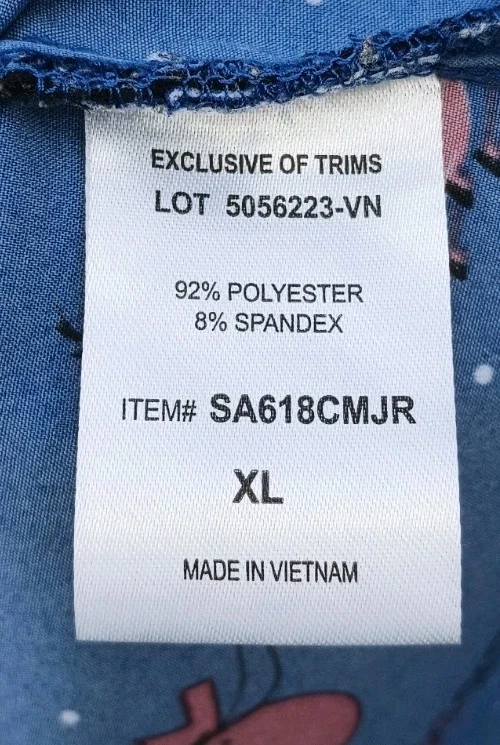 EXCLUSIVE OF TRIMS
LOT 5056223-VN
92% POLYESTER
8% SPANDEX
ITEM# SA618CMJR
XL
MADE IN VIETNAM